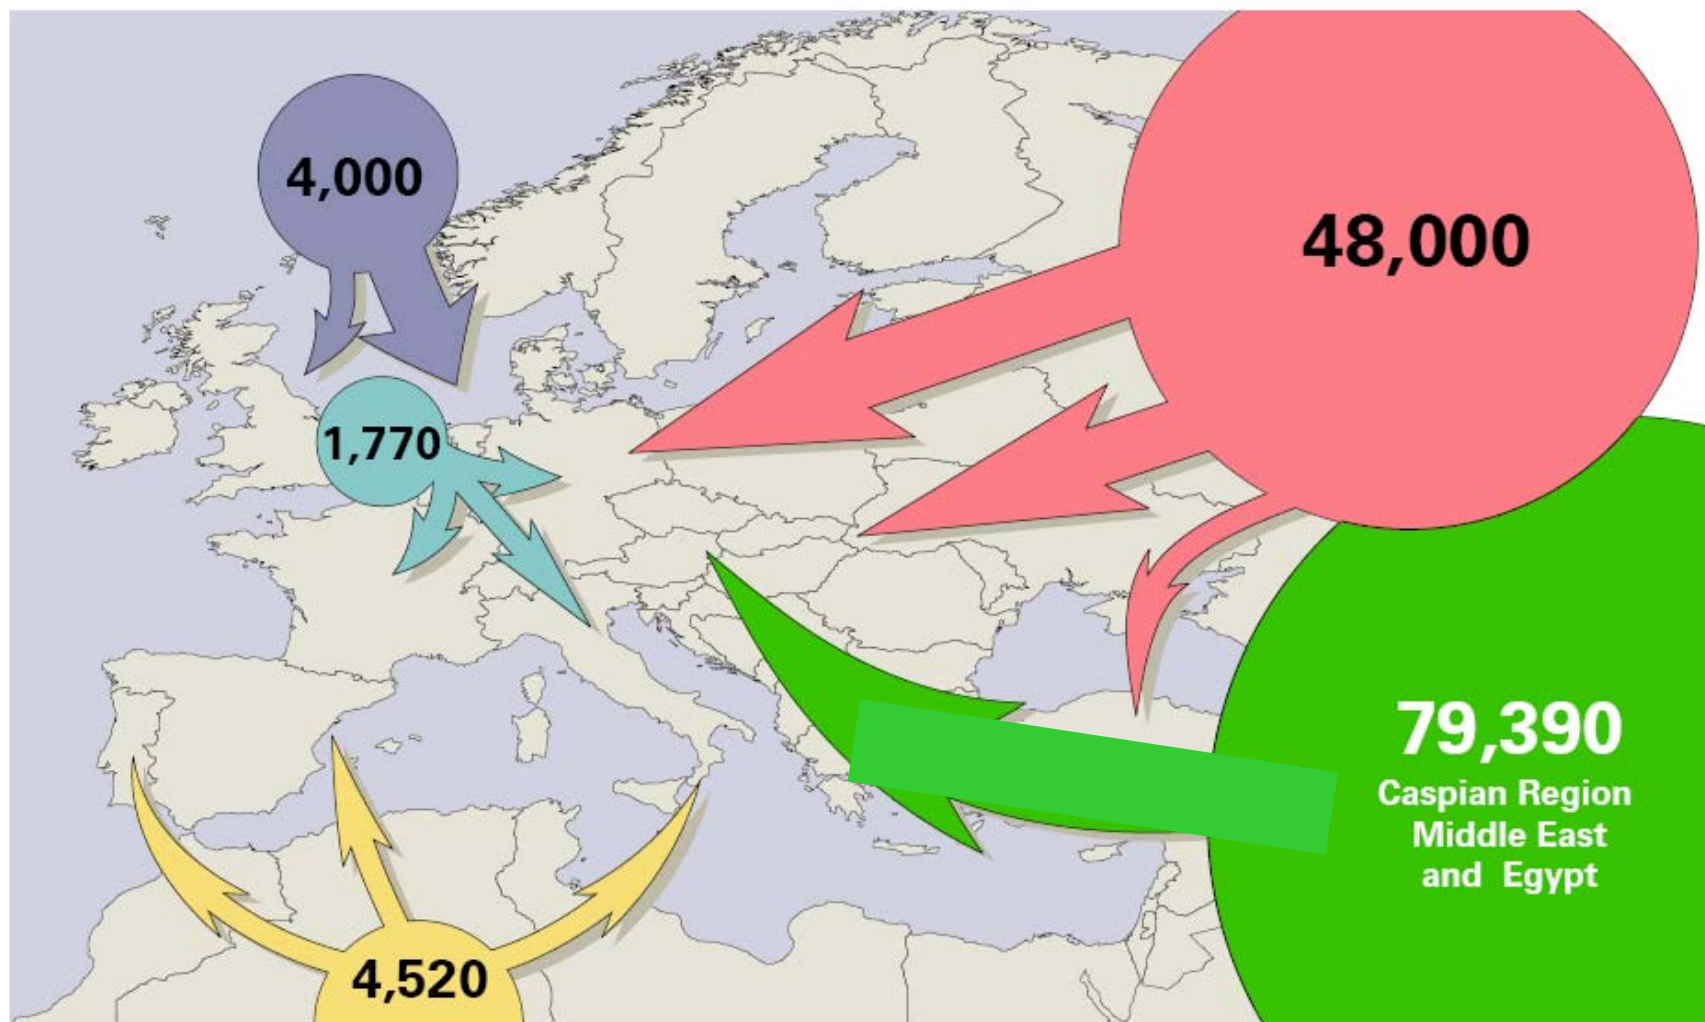 4,000
48,000
1,770
79,390
Caspian Region
Middle East
and Egypt
4,520